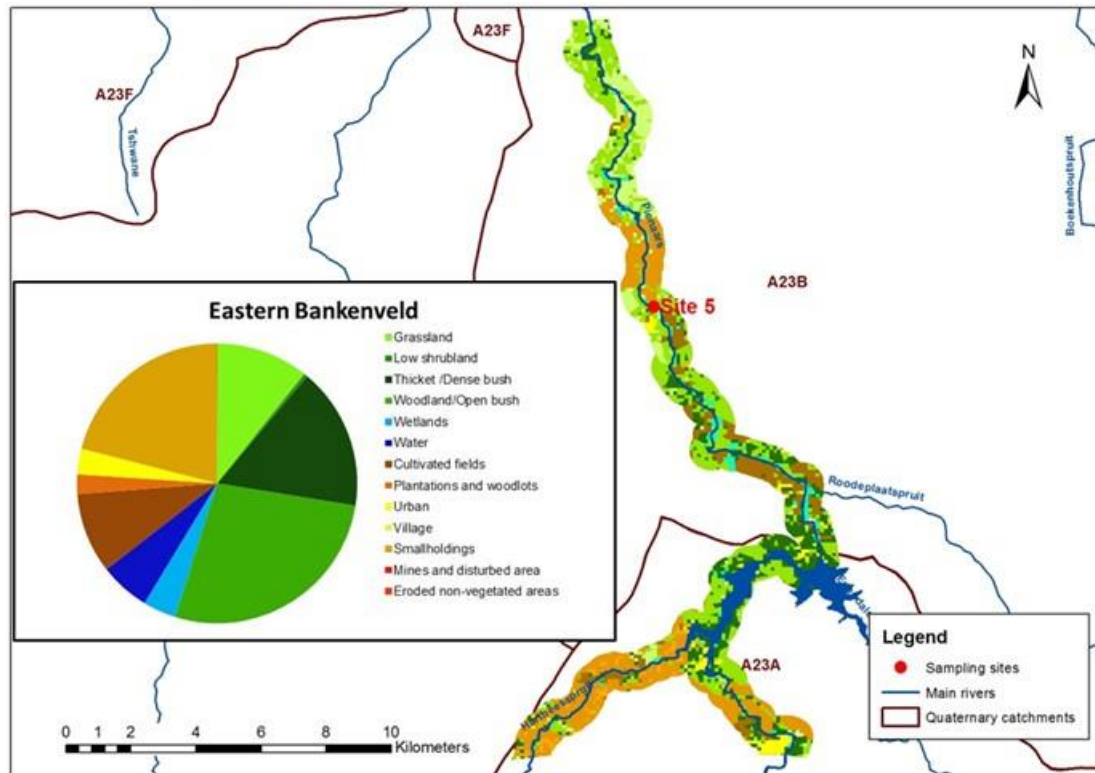 A23F
A23F
N
Tshwane
Boekenhoutspruit
Pienaars
A23B
Site 5
Eastern Bankenveld
Grassland
Low shrubland
Thicket /Dense bush
Woodland/Open bush
Wetlands
Water
Cultivated fields
Plantations and woodlots
Urban
Village
Smallholdings
Mines and disturbed area
Eroded non-vegetated areas
Roodeplaatspruit
A23A
Hartbeesspruit
Legend
Sampling sites
Main rivers
Quaternary catchments
0 1 2 4 6 8 10
Kilometers